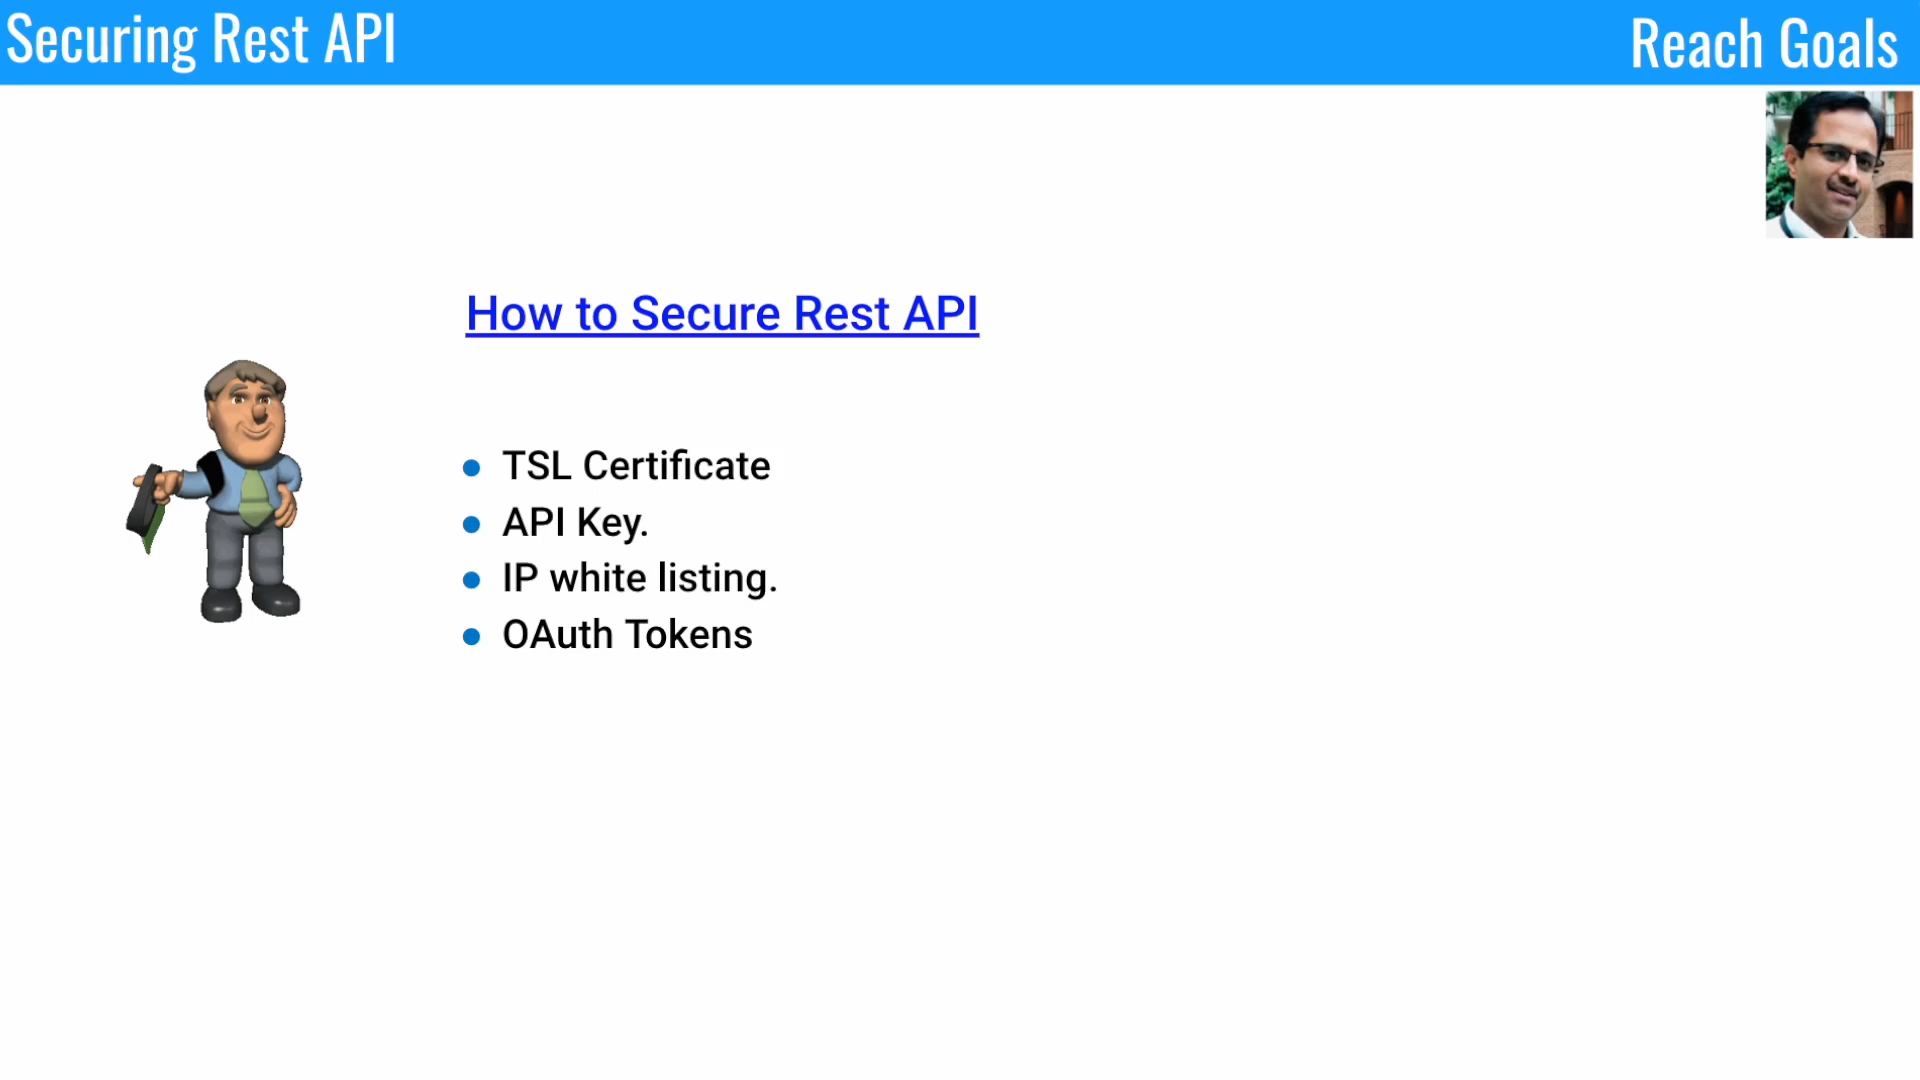 Securing Rest API
Reach Goals
How to Secure Rest API
● TSL Certificate
● API Key.
● IP white listing.
● OAuth Tokens